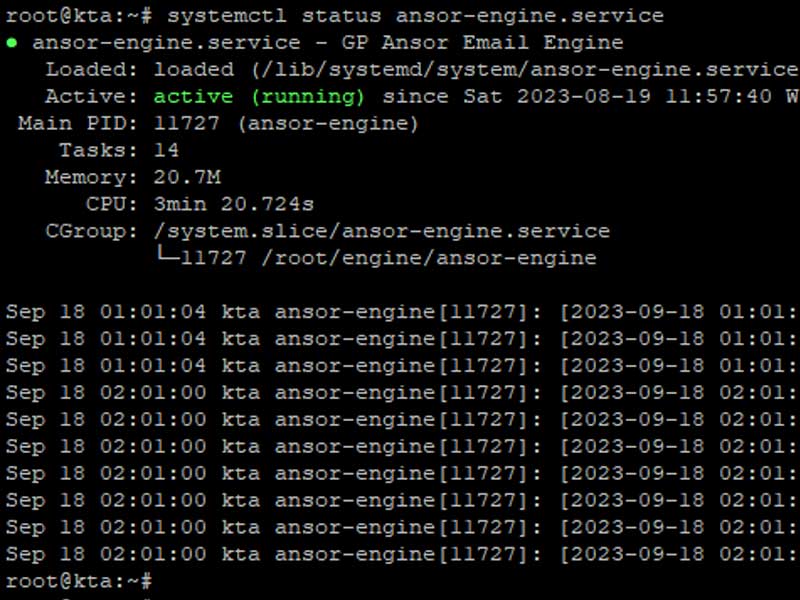 root@kta:~# systemctl status ansor-engine.service
● ansor-engine.service - GP Ansor Email Engine
Loaded: loaded (/lib/systemd/system/ansor-engine.service
Active: active (running) since Sat 2023-08-19 11:57:40 W
Main PID: 11727 (ansor-engine)
Tasks: 14
Memory: 20.7M
CPU: 3min 20.724s
CGroup: /system.slice/ansor-engine.service
└─11727 /root/engine/ansor-engine
Sep 18 01:01:04 kta ansor-engine[11727]: [2023-09-18 01:01:
Sep 18 01:01:04 kta ansor-engine[11727]: [2023-09-18 01:01:
Sep 18 01:01:04 kta ansor-engine[11727]: [2023-09-18 01:01:
Sep 18 02:01:00 kta ansor-engine[11727]: [2023-09-18 02:01:
Sep 18 02:01:00 kta ansor-engine[11727]: [2023-09-18 02:01:
Sep 18 02:01:00 kta ansor-engine[11727]: [2023-09-18 02:01:
Sep 18 02:01:00 kta ansor-engine[11727]: [2023-09-18 02:01:
Sep 18 02:01:00 kta ansor-engine[11727]: [2023-09-18 02:01:
Sep 18 02:01:00 kta ansor-engine[11727]: [2023-09-18 02:01:
Sep 18 02:01:00 kta ansor-engine[11727]: [2023-09-18 02:01:
root@kta:~#